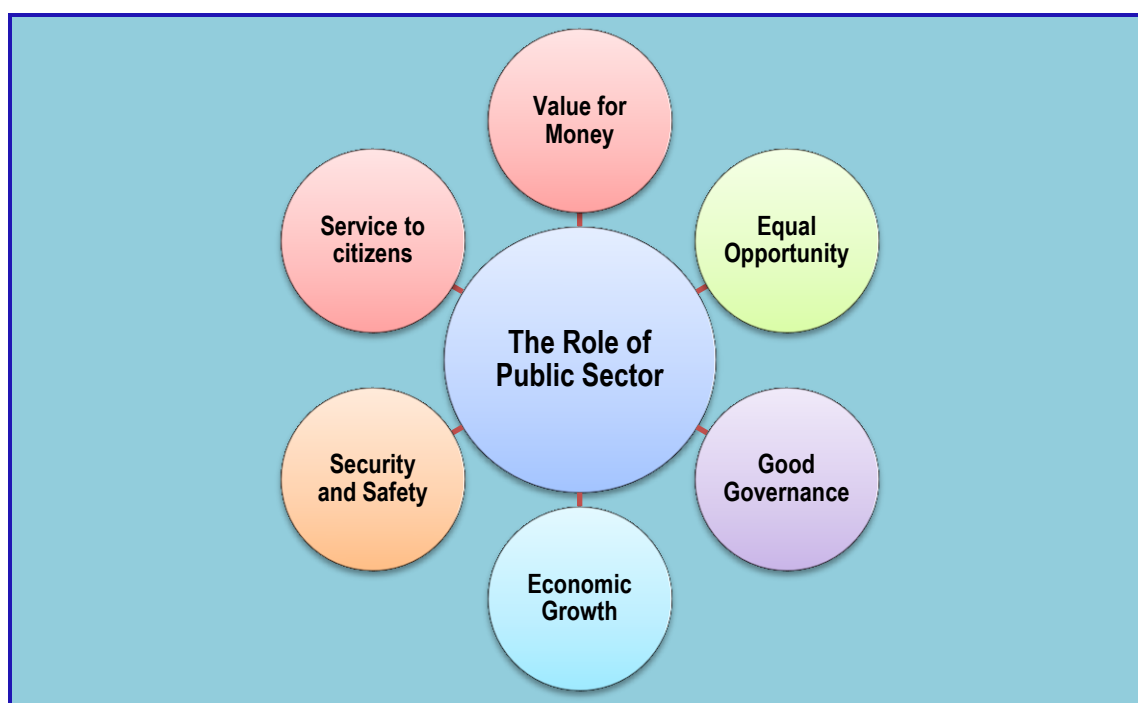 Value for
Money
Equal
Opportunity
Good
Governance
Economic
Growth
Security
and Safety
Service to
citizens
The Role of
Public Sector